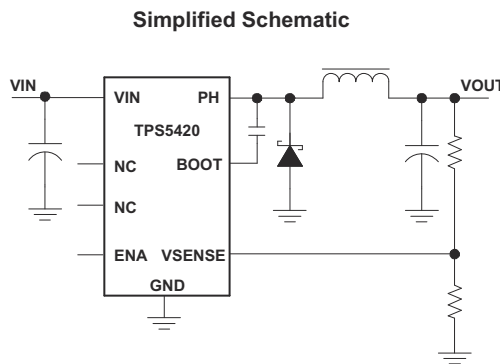 Simplified Schematic
VIN
VIN
PH
VOUT
TPS5420
NC
BOOT
NC
ENA
VSENSE
GND